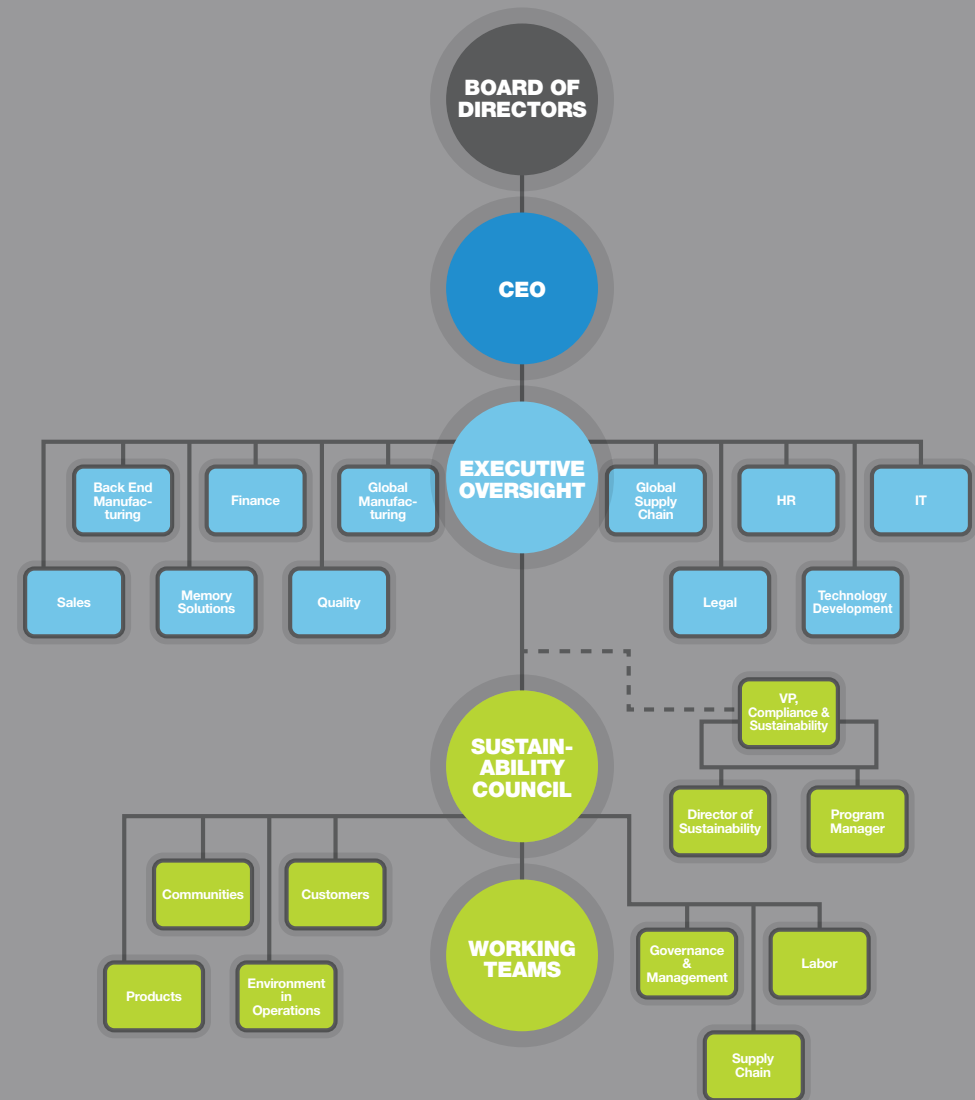 BOARD OF
DIRECTORS
CEO
EXECUTIVE
OVERSIGHT
Back End
Manufac-
turing
Finance
Global
Manufac-
turing
Global
Supply
Chain
HR
IT
Sales
Memory
Solutions
Quality
Legal
Technology
Development
VP,
Compliance &
Sustainability
SUSTAIN-
ABILITY
COUNCIL
Director of
Sustainability
Program
Manager
Communities
Customers
WORKING
TEAMS
Governance
&
Management
Labor
Products
Environment
in
Operations
Supply
Chain